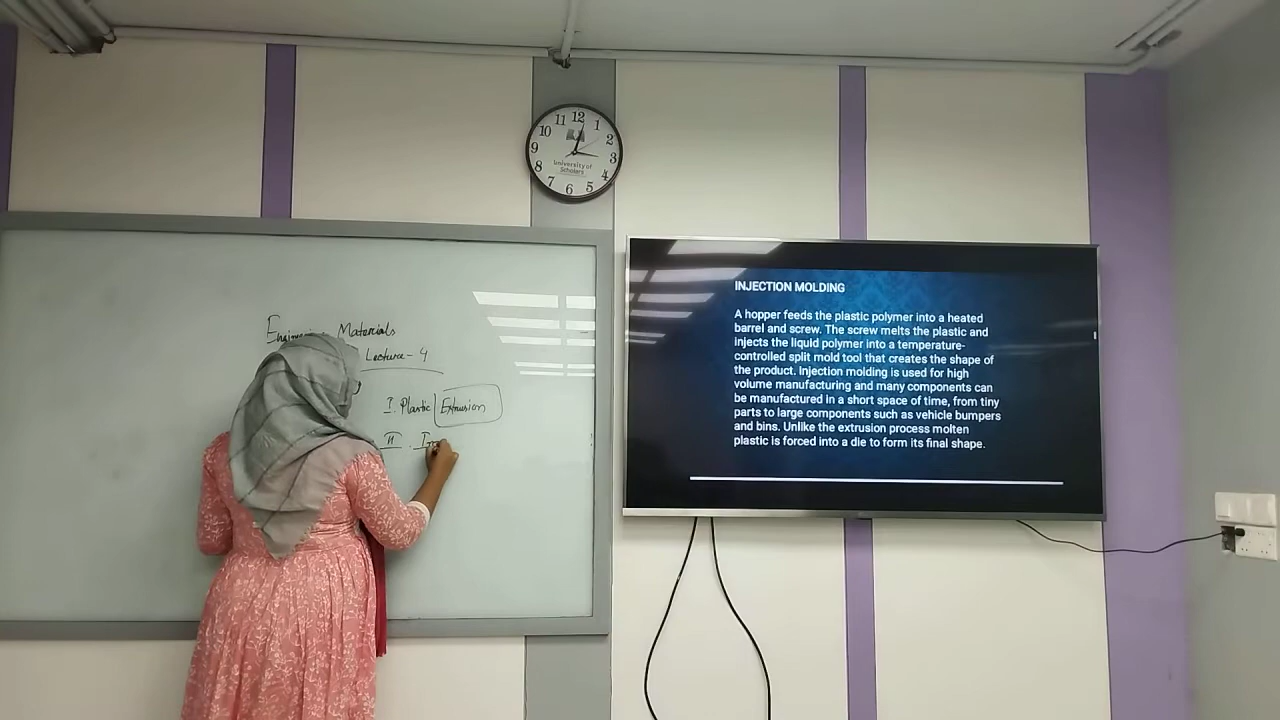 12
1
2
3
4
5
6
7
8
9
10
11
University of
Scholars
Materials
Lecture - 4
I. Plastic Extrusion
II.
INJECTION MOLDING
A hopper feeds the plastic polymer into a heated
barrel and screw. The screw melts the plastic and
injects the liquid polymer into a temperature-
controlled split mold tool that creates the shape of
the product. Injection molding is used for high
volume manufacturing and many components can
be manufactured in a short space of time, from tiny
parts to large components such as vehicle bumpers
and bins. Unlike the extrusion process molten
plastic is forced into a die to form its final shape.